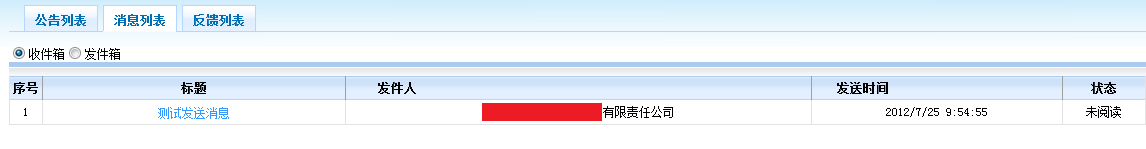 公告列表 消息列表 反馈列表
收件箱 发件箱
序号 标题 发件人 发送时间 状态
1 测试发送消息 有限责任公司 2012/7/25 9:54:55 未阅读